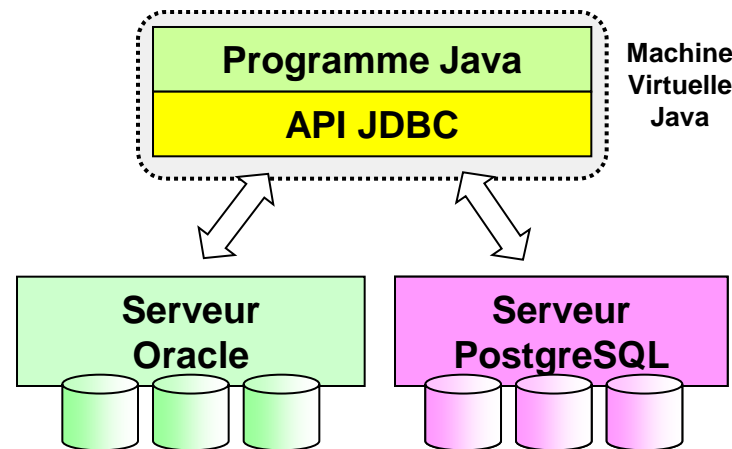 Programme Java
API JDBC
Machine
Virtuelle
Java
Serveur
Oracle
Serveur
PostgreSQL